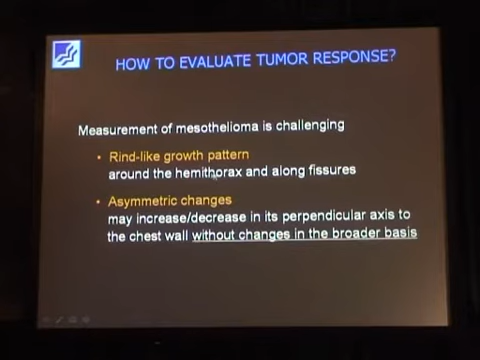 HOW TO EVALUATE TUMOR RESPONSE?
Measurement of mesothelioma is challenging
• Rind-like growth pattern
around the hemithorax and along fissures
• Asymmetric changes
may increase/decrease in its perpendicular axis to
the chest wall without changes in the broader basis